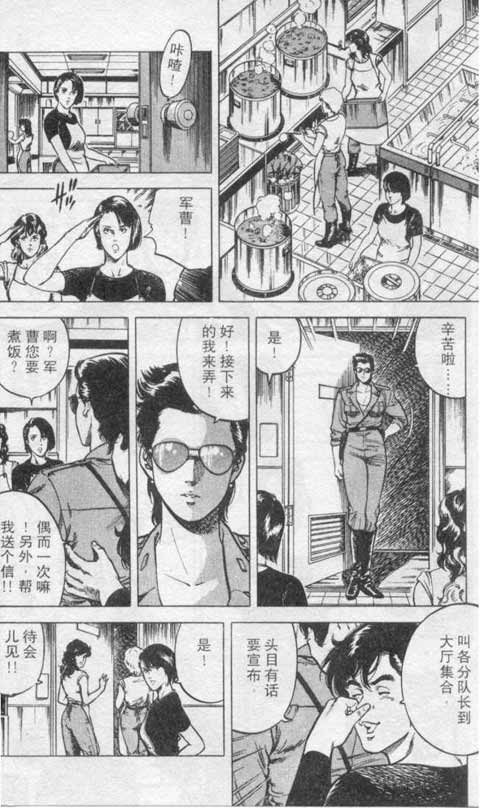 咔喳！
军曹！
辛苦啦……
是！
好！接下来
的我来弄！
啊？军
曹您要
煮饭？
偶而一次嘛
！另外，帮
我送个信！！
叫各分队长到
大厅集合，
头目有话
要宣布．
是！
待会
儿见！！